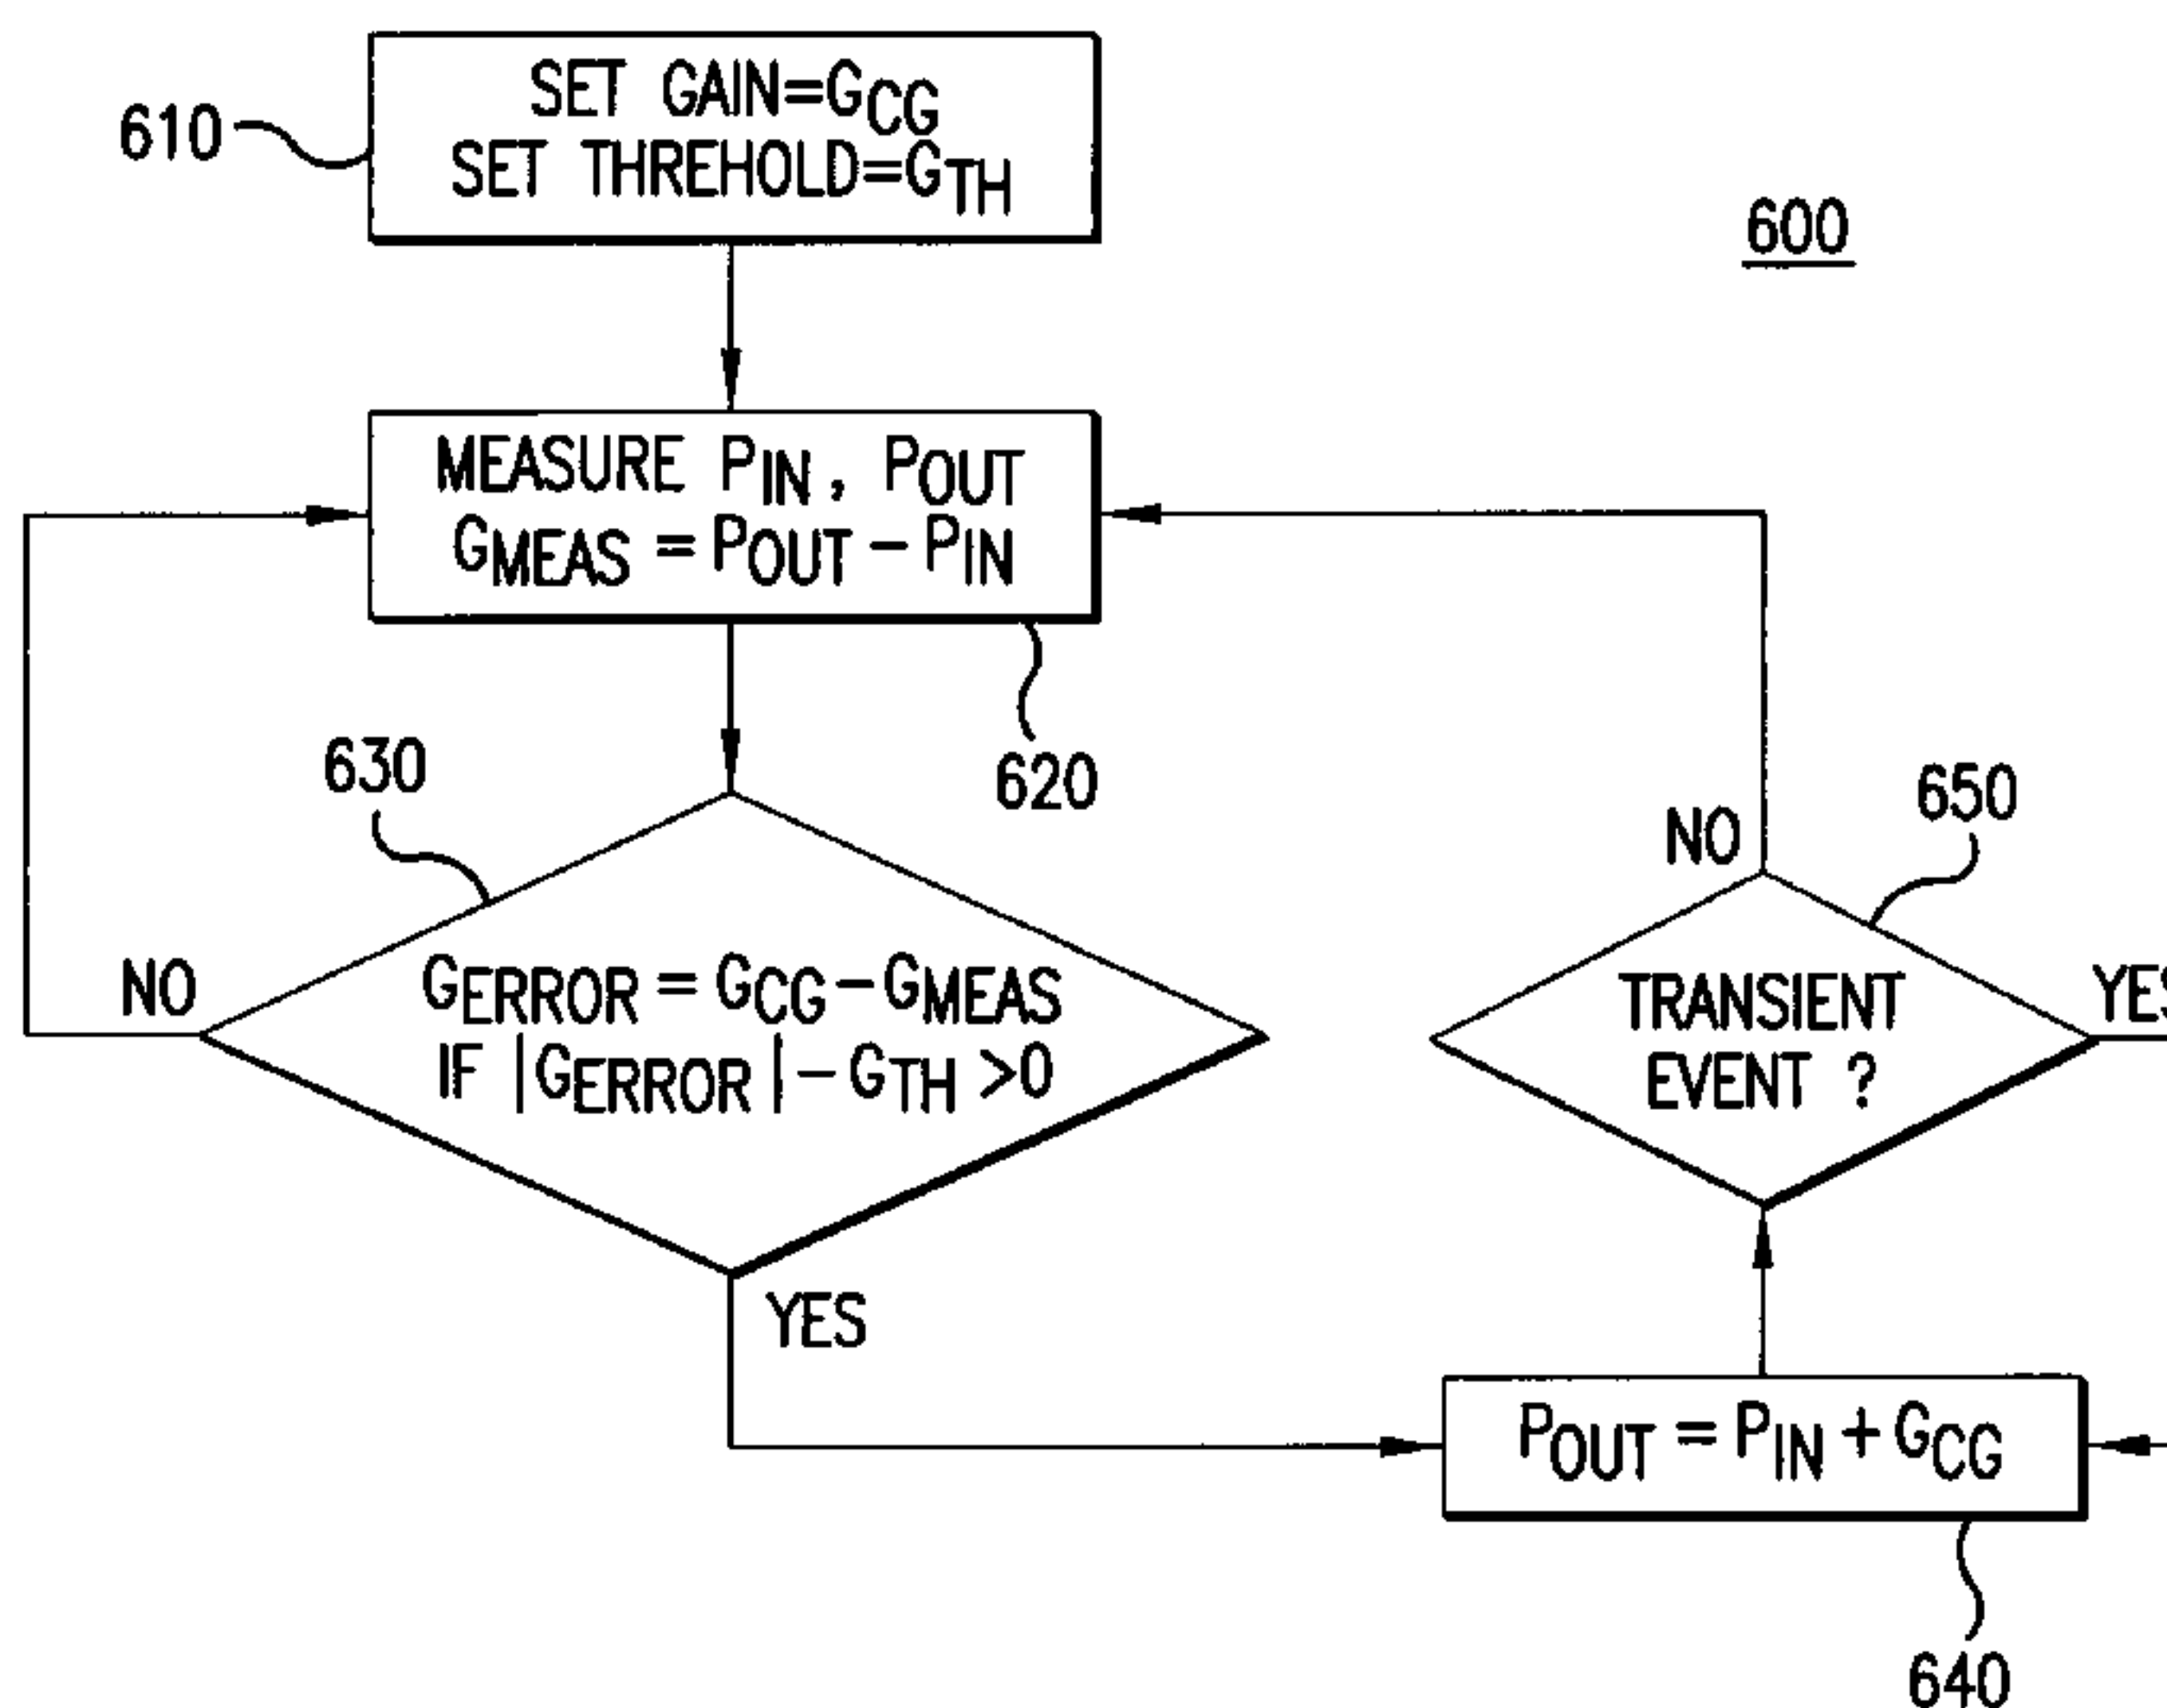 SET GAIN=GCG
SET THREHOLD=GTH
610
600
MEASURE PIN, POUT
GMEAS = POUT – PIN
620
630
NO
GERROR = GCG – GMEAS
IF |GERROR| – GTH >0
YES
650
NO
TRANSIENT
EVENT ?
YES
POUT = PIN + GCG
640